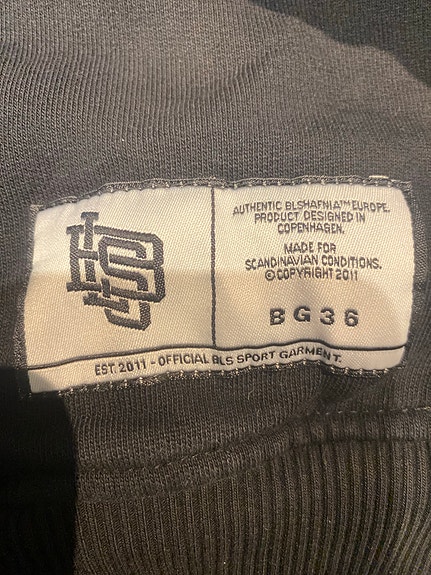 AUTHENTIC BLSHAFNIA™ EUROPE.
PRODUCT DESIGNED IN
COPENHAGEN.
MADE FOR
SCANDINAVIAN CONDITIONS.
©COPYRIGHT 2011
BG36
EST. 2011 - OFFICIAL BLS SPORT GARMENT.